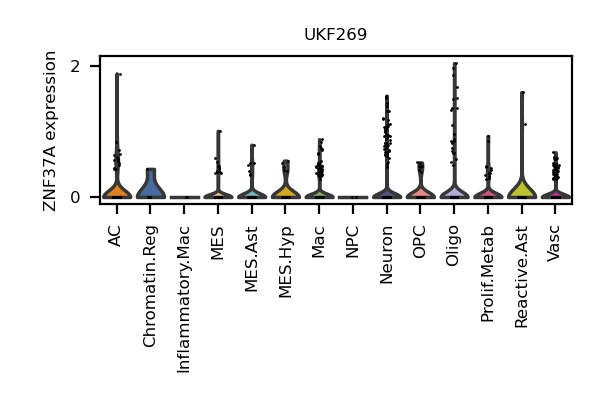 UKF269
ZNF37A expression
2
0
AC
Chromatin.Reg
Inflammatory.Mac
MES
MES.Ast
MES.Hyp
Mac
NPC
Neuron
OPC
Oligo
Prolif.Metab
Reactive.Ast
Vasc